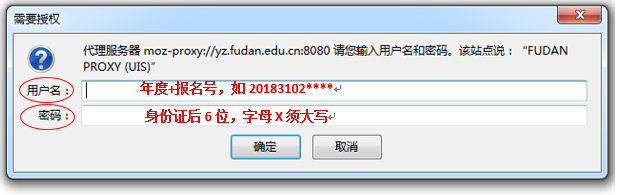 需要授权
代理服务器 moz-proxy://yz.fudan.edu.cn:8080 请您输入用户名和密码。该站点说：“FUDAN
PROXY (UIS)”
用户名： 年度+报名号，如 20183102****↵
密码： 身份证后 6 位，字母 X 须大写↵
确定 取消